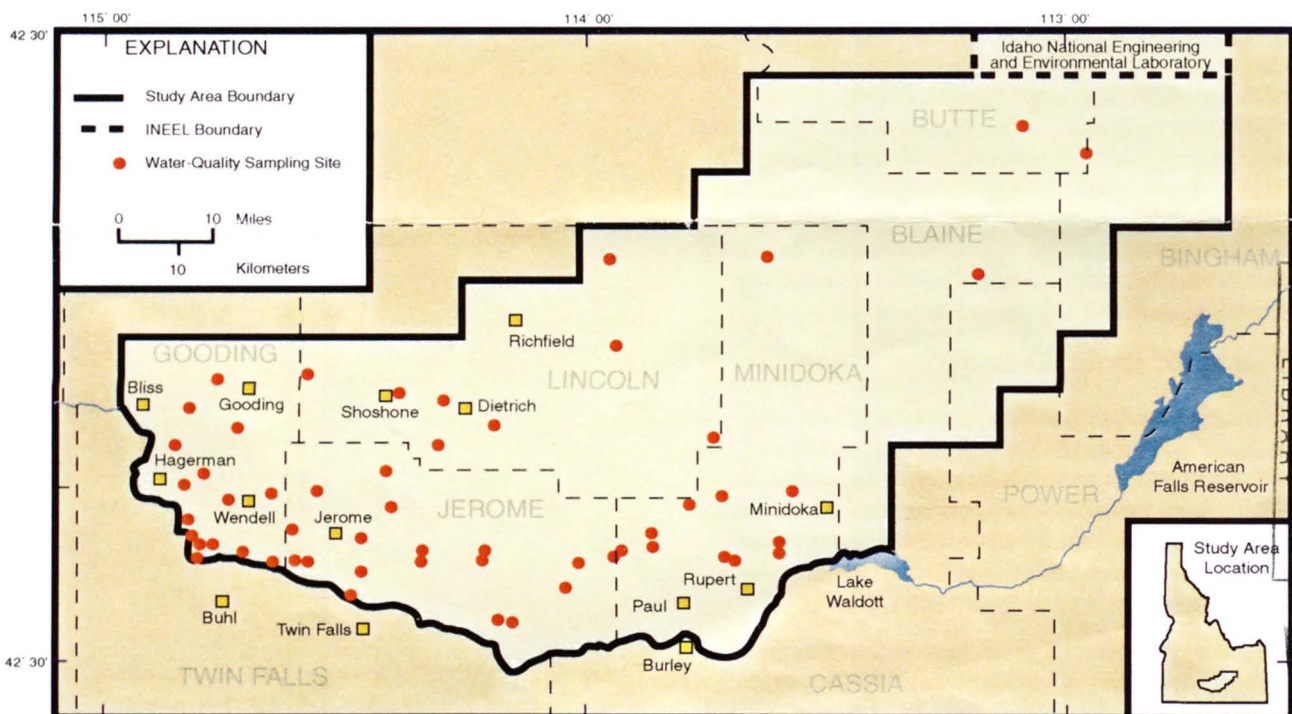 115° 00'
114° 00'
113° 00'
42 30'
EXPLANATION
Study Area Boundary
INEEL Boundary
Water-Quality Sampling Site
0 10 Miles
10 Kilometers
Idaho National Engineering
and Environmental Laboratory
BUTTE
BLAINE
BINGHAM
Richfield
GOODING
LINCOLN
MINIDOKA
Bliss
Gooding
Shoshone
Dietrich
Hagerman
Wendell
Jerome
JEROME
Minidoka
POWER
American
Falls Reservoir
Rupert
Paul
Lake
Waldott
Buhl
Twin Falls
Burley
42° 30'
TWIN FALLS
CASSIA
Study Area
Location